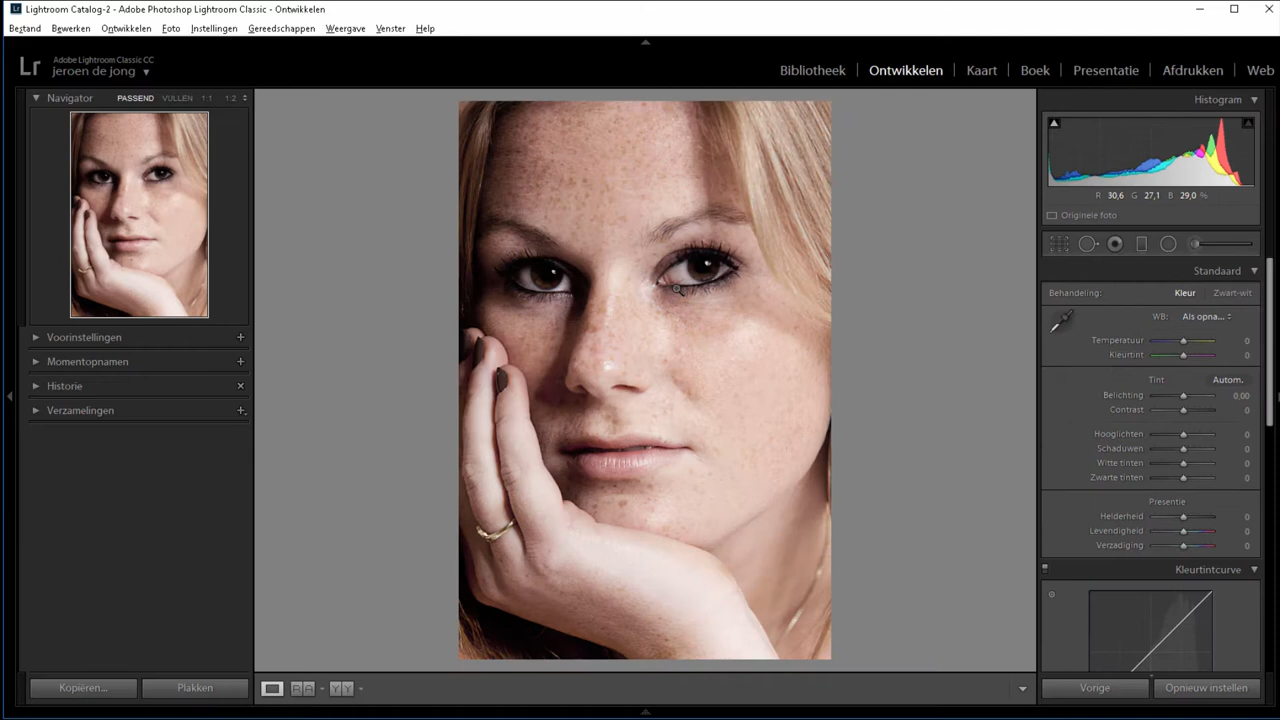 Lightroom Catalog-2 - Adobe Photoshop Lightroom Classic - Ontwikkelen
Bestand Bewerken Ontwikkelen Foto Instellingen Gereedschappen Weergave Venster Help
Lr
Adobe Lightroom Classic CC
jeroen de jong
Bibliotheek Ontwikkelen Kaart Boek Presentatie Afdrukken Web
Navigator PASSEND VULLEN 1:1 1:2
Voorinstellingen
Momentopnamen
Historie
Verzamelingen
Kopiëren... Plakken
Histogram
R 30,6 G 27,1 B 29,0 %
Originele foto
Standaard
Behandeling: Kleur Zwart-wit
WB: Als opna...
Temperatuur 0
Kleurtint 0
Tint Autom.
Belichting 0,00
Contrast 0
Hooglichten 0
Schaduwen 0
Witte tinten 0
Zwarte tinten 0
Presentie
Helderheid 0
Levendigheid 0
Verzadiging 0
Kleurtintcurve
Vorige Opnieuw instellen